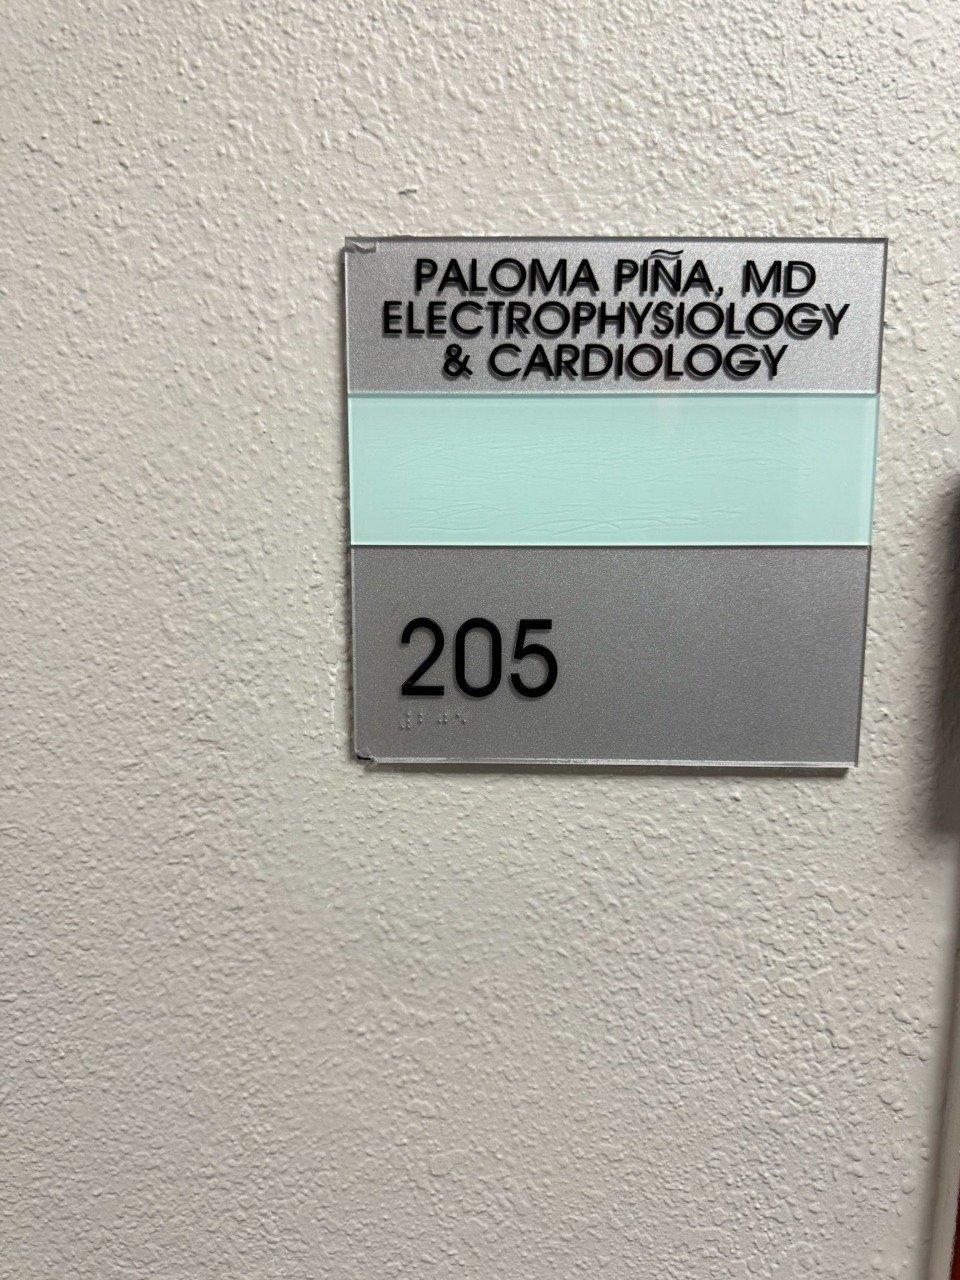 PALOMA PIÑA, MD
ELECTROPHYSIOLOGY
& CARDIOLOGY
205